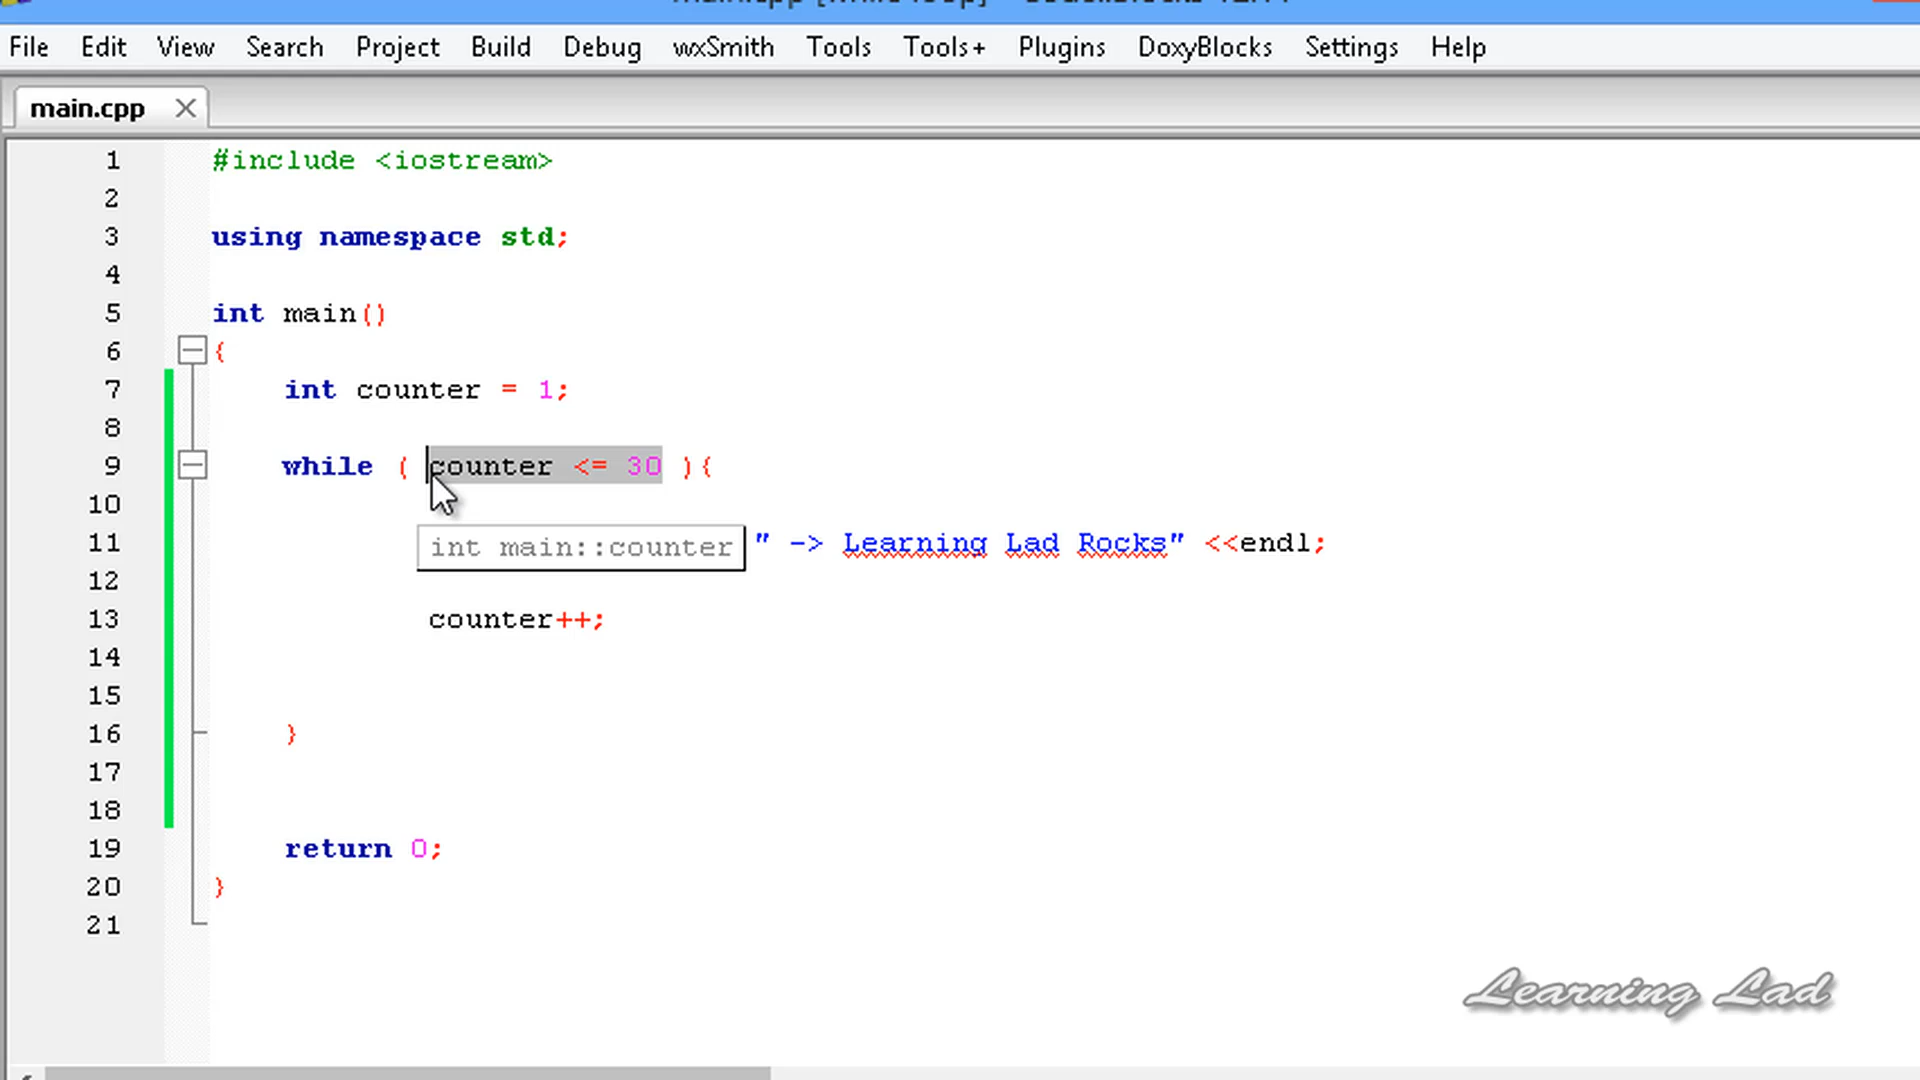 File Edit View Search Project Build Debug wxSmith Tools Tools+ Plugins DoxyBlocks Settings Help
main.cpp
1 #include <iostream>
2
3 using namespace std;
4
5 int main()
6 {
7 int counter = 1;
8
9 while ( counter <= 30 ){
10
11 int main::counter " -> Learning Lad Rocks" <<endl;
12
13 counter++;
14
15
16 }
17
18
19 return 0;
20 }
21
Learning Lad